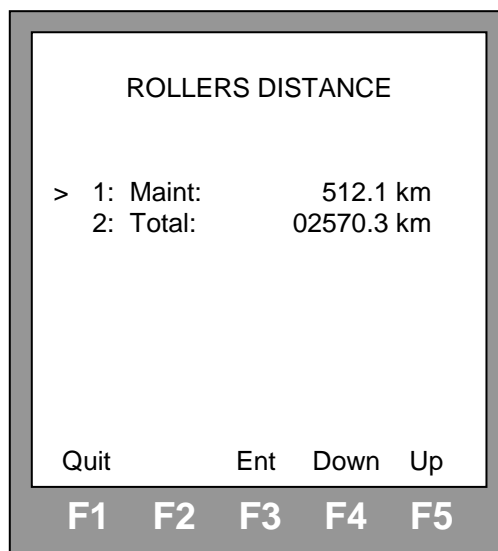 ROLLERS DISTANCE
> 1: Maint: 512.1 km
2: Total: 02570.3 km
Quit Ent Down Up
F1 F2 F3 F4 F5